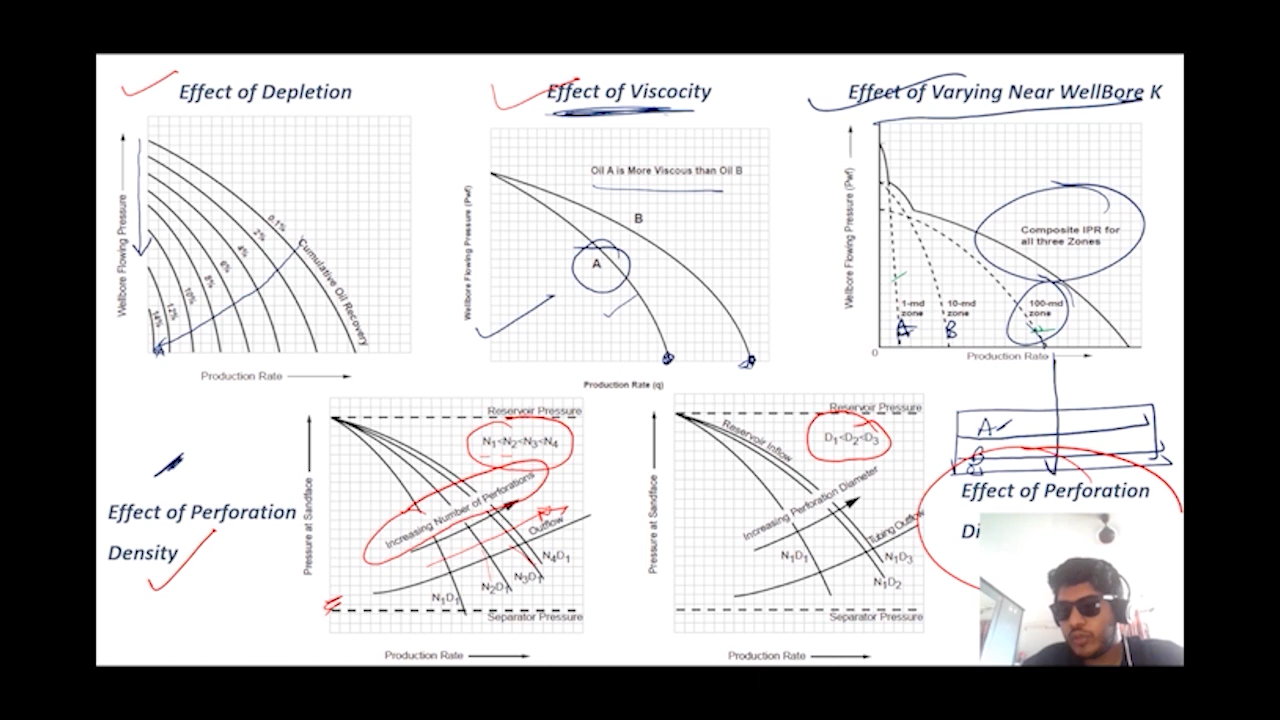 Effect of Depletion
Wellbore Flowing Pressure
0.1%
2%
4%
6%
8%
10%
12%
14%
Cumulative Oil Recovery
Production Rate
Effect of Viscocity
Oil A is More Viscous than Oil B
B
A
Wellbore Flowing Pressure (Pwf)
Production Rate (q)
Effect of Varying Near WellBore K
Wellbore Flowing Pressure (Pwf)
Composite IPR for
all three Zones
1-md
zone
10-md
zone
100-md
zone
A
B
0
Production Rate
A
B
Effect of Perforation
Density
Pressure at Sandface
Reservoir Pressure
N1<N2<N3<N4
Increasing Number of Perforations
Outflow
N4D1
N3D1
N2D1
N1D1
Separator Pressure
Production Rate
Pressure at Sandface
Reservoir Pressure
D1<D2<D3
Reservoir Inflow
Increasing Perforation Diameter
Tubing Outflow
N1D1
N1D3
N1D2
Separator Pressure
Production Rate
Effect of Perforation
Di